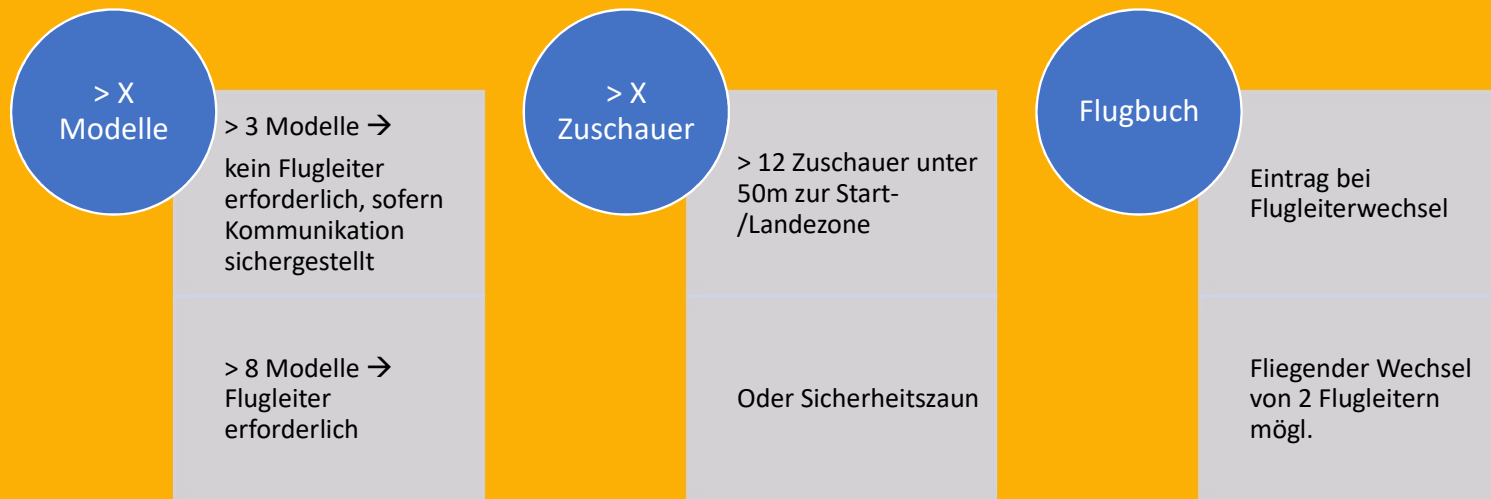 > X
Modelle
> 3 Modelle →
kein Flugleiter
erforderlich, sofern
Kommunikation
sichergestellt
> 8 Modelle →
Flugleiter
erforderlich
> X
Zuschauer
> 12 Zuschauer unter
50m zur Start-
/Landezone
Oder Sicherheitszaun
Flugbuch
Eintrag bei
Flugleiterwechsel
Fliegender Wechsel
von 2 Flugleitern
mögl.